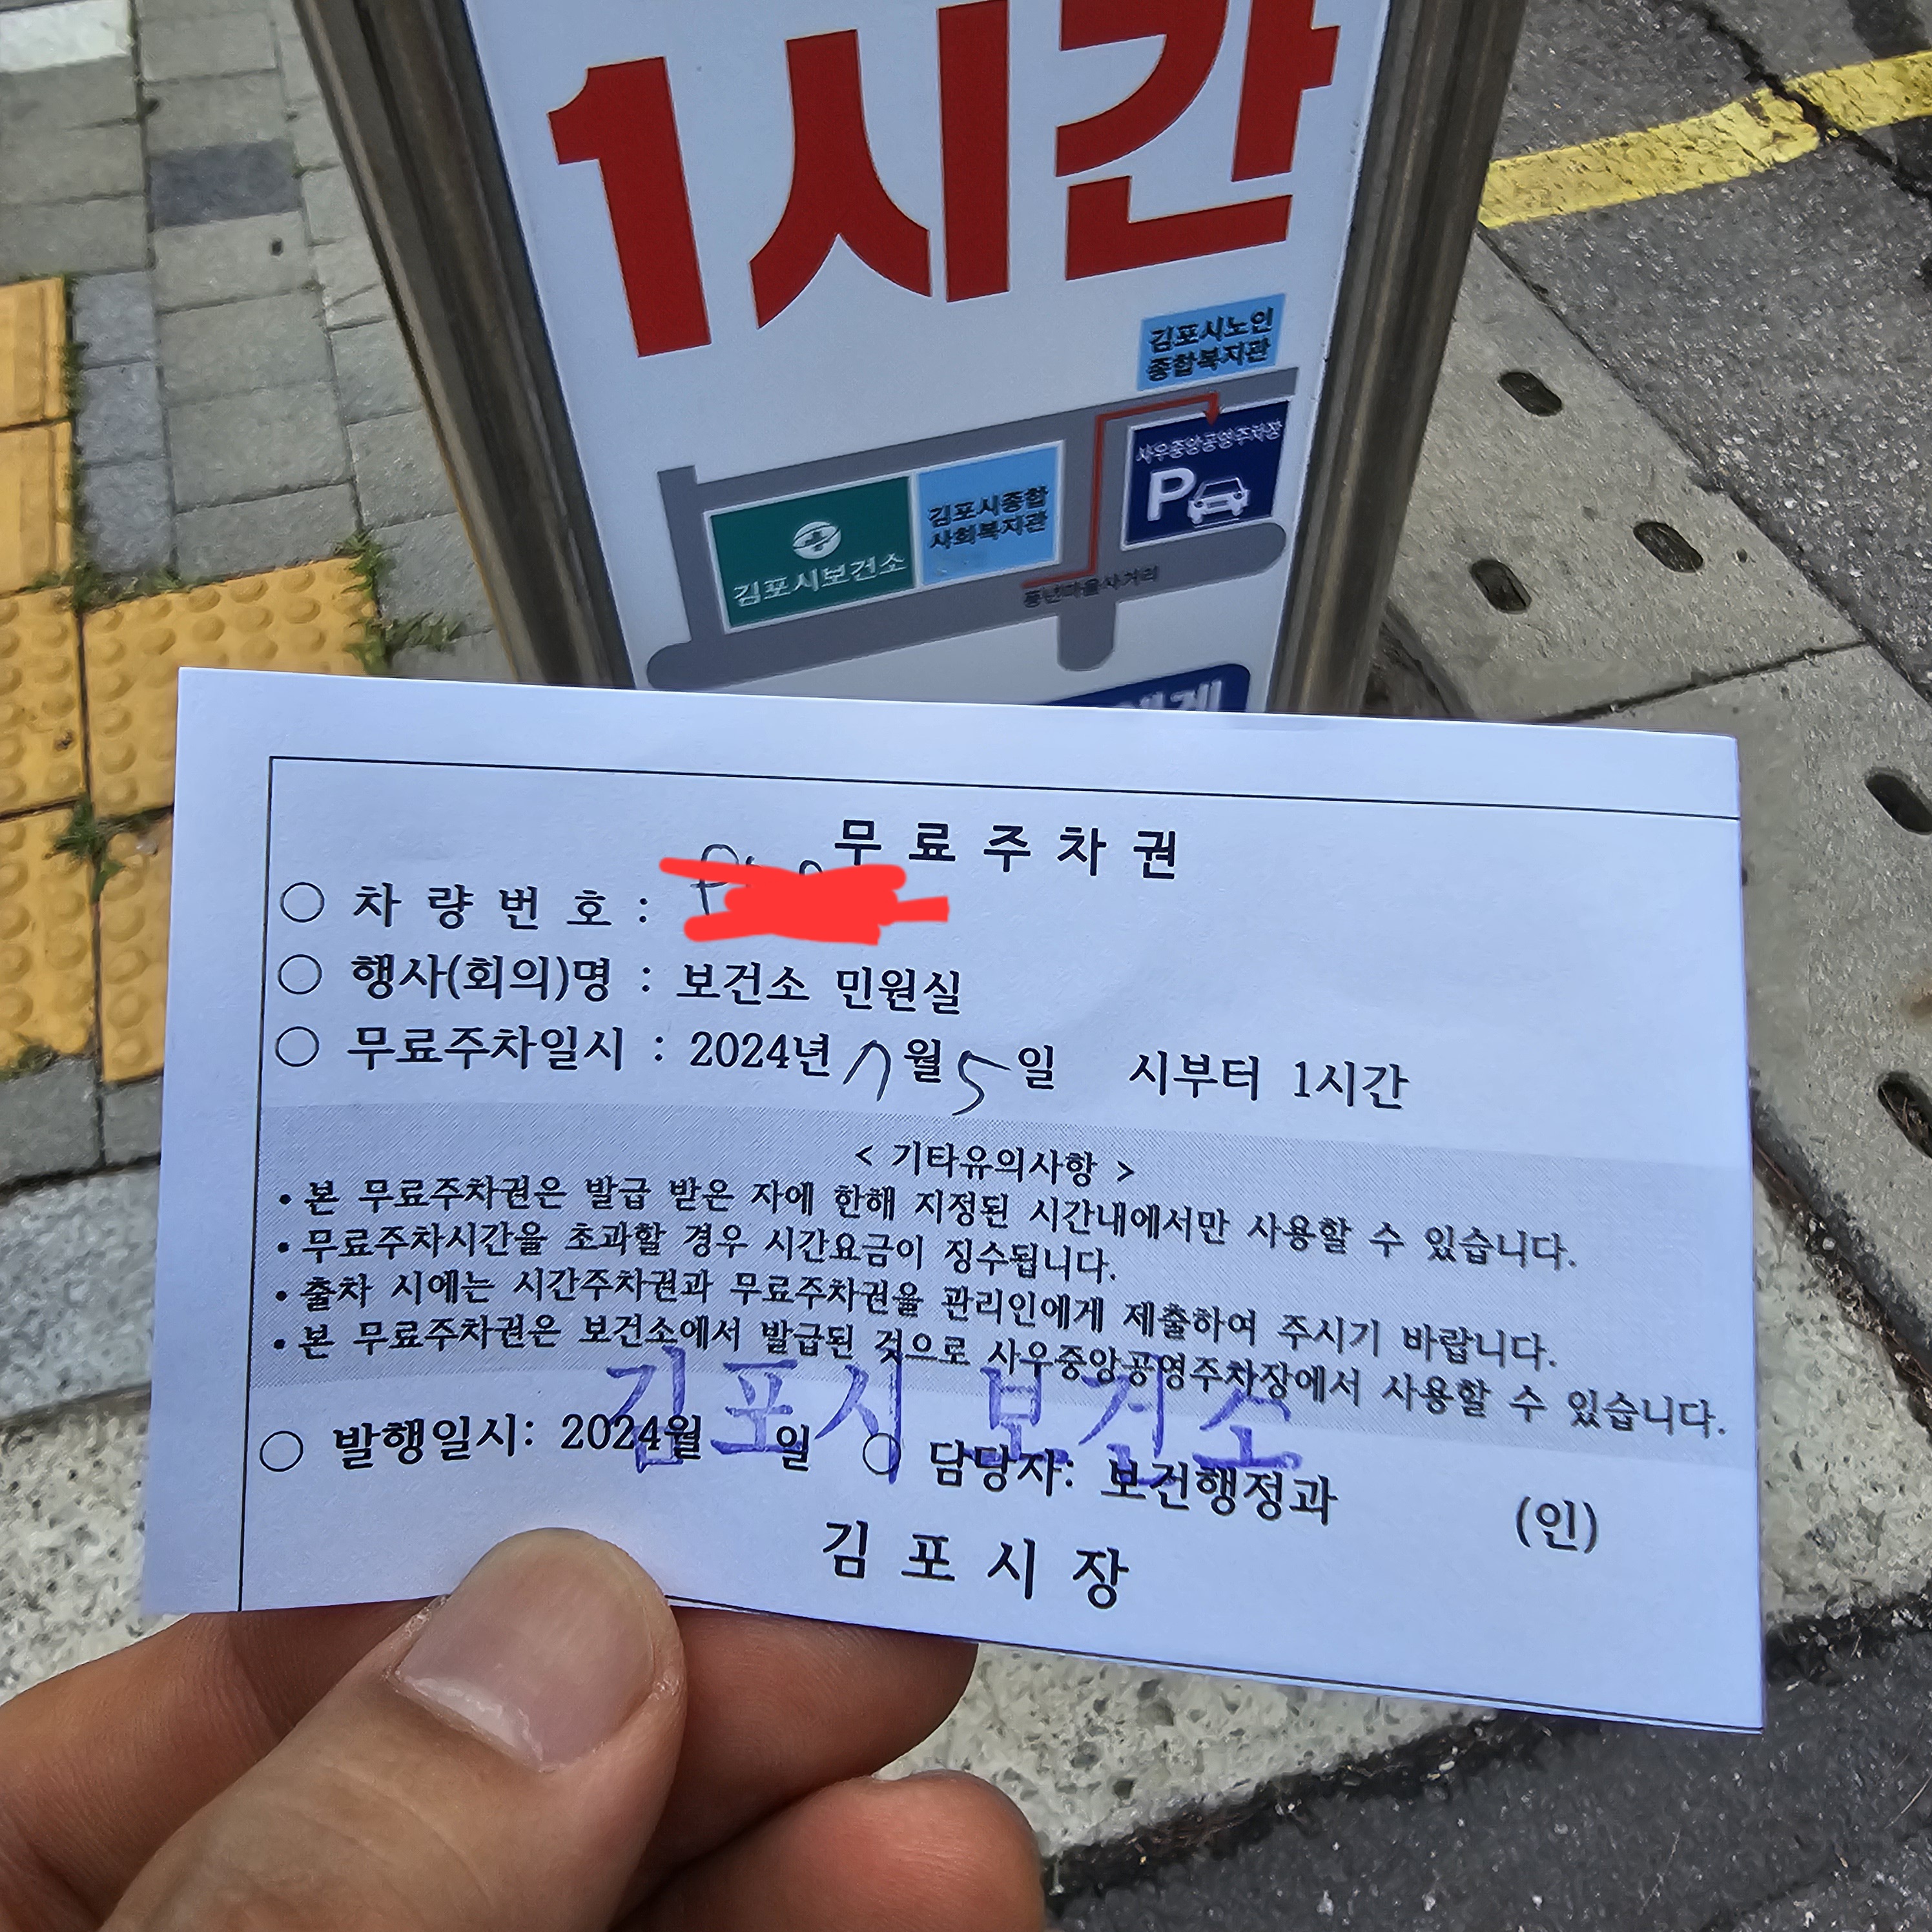 1시간
김포시노인
종합복지관
사우중앙공영주차장
P
김포시종합
사회복지관
김포시보건소
풍년마을사거리
무료주차권
○ 차량번호 :
○ 행사(회의)명 : 보건소 민원실
○ 무료주차일시 : 2024년 7월 5일 시부터 1시간
< 기타유의사항 >
• 본 무료주차권은 발급 받은 자에 한해 지정된 시간내에서만 사용할 수 있습니다.
• 무료주차시간을 초과할 경우 시간요금이 징수됩니다.
• 출차 시에는 시간주차권과 무료주차권을 관리인에게 제출하여 주시기 바랍니다.
• 본 무료주차권은 보건소에서 발급된 것으로 사우중앙공영주차장에서 사용할 수 있습니다.
김포시 보건소
○ 발행일시: 2024월 일 ○ 담당자: 보건행정과 (인)
김포시장